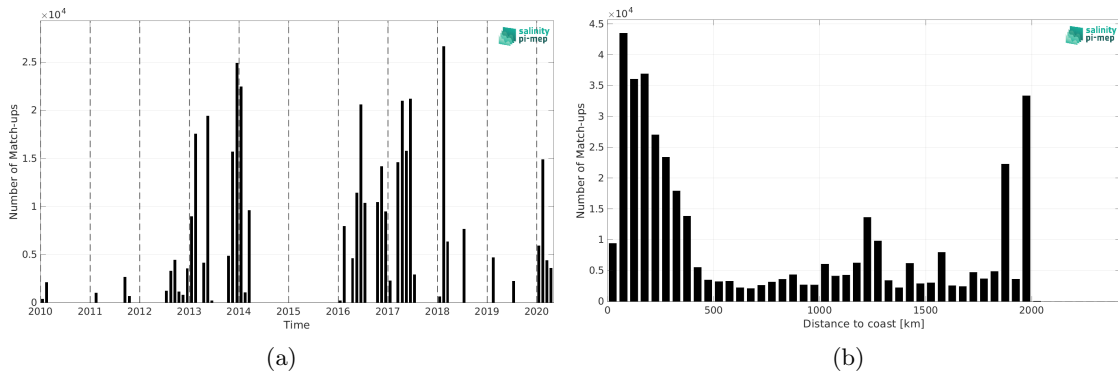 ×10⁴
salinity
pi-mep
2.5
2
1.5
1
0.5
0
Number of Match-ups
2010 2011 2012 2013 2014 2015 2016 2017 2018 2019 2020
Time
(a)
×10⁴
salinity
pi-mep
4.5
4
3.5
3
2.5
2
1.5
1
0.5
0
Number of Match-ups
0 500 1000 1500 2000
Distance to coast [km]
(b)